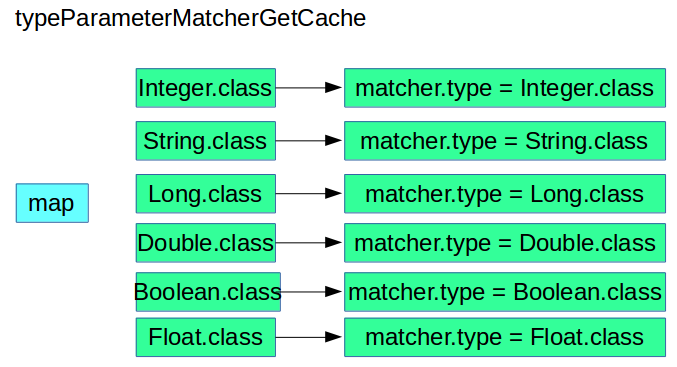 typeParameterMatcherGetCache
Integer.class matcher.type = Integer.class
String.class matcher.type = String.class
Long.class matcher.type = Long.class
map
Double.class matcher.type = Double.class
Boolean.class matcher.type = Boolean.class
Float.class matcher.type = Float.class